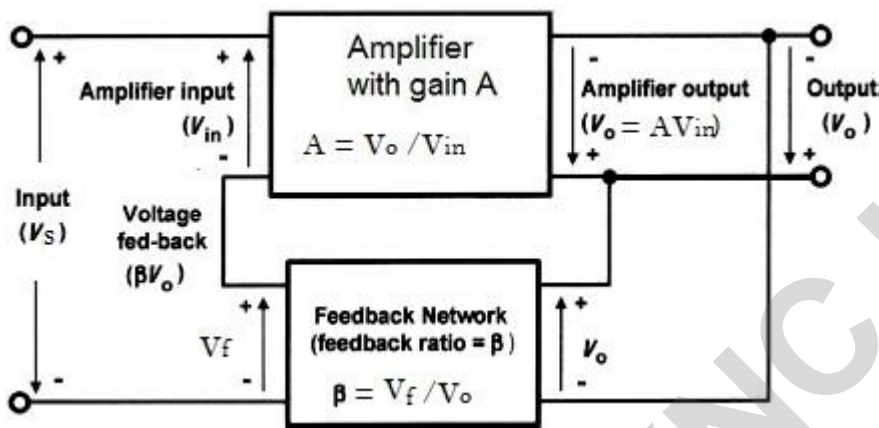 Amplifier
with gain A
A = Vo /Vin
+
+
-
-
Amplifier input
(Vin)
Amplifier output
(Vo = AVin)
Output
(Vo)
-
+
+
Input
(VS)
Voltage
fed-back
(βVo)
Feedback Network
(feedback ratio = β )
β = Vf /Vo
+
Vf
-
+
Vo
-
-